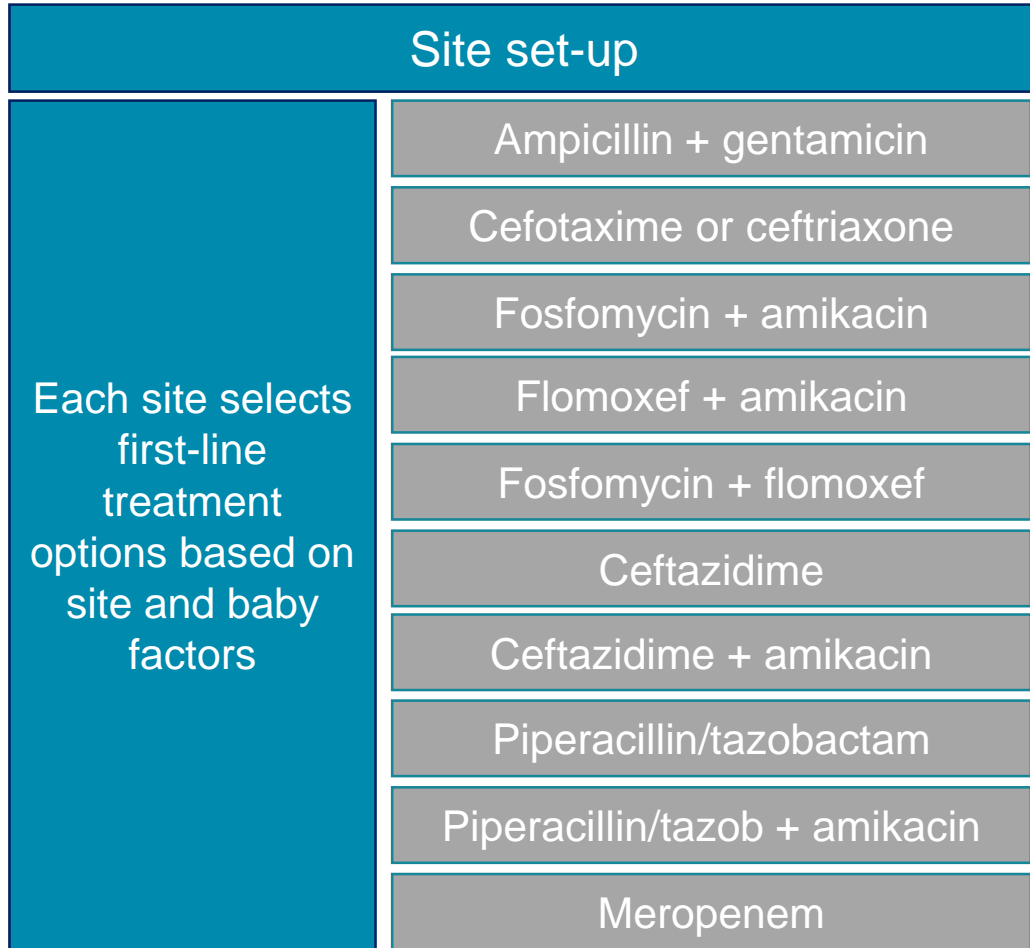 Site set-up
Each site selects
first-line
treatment
options based on
site and baby
factors
Ampicillin + gentamicin
Cefotaxime or ceftriaxone
Fosfomycin + amikacin
Flomoxef + amikacin
Fosfomycin + flomoxef
Ceftazidime
Ceftazidime + amikacin
Piperacillin/tazobactam
Piperacillin/tazob + amikacin
Meropenem